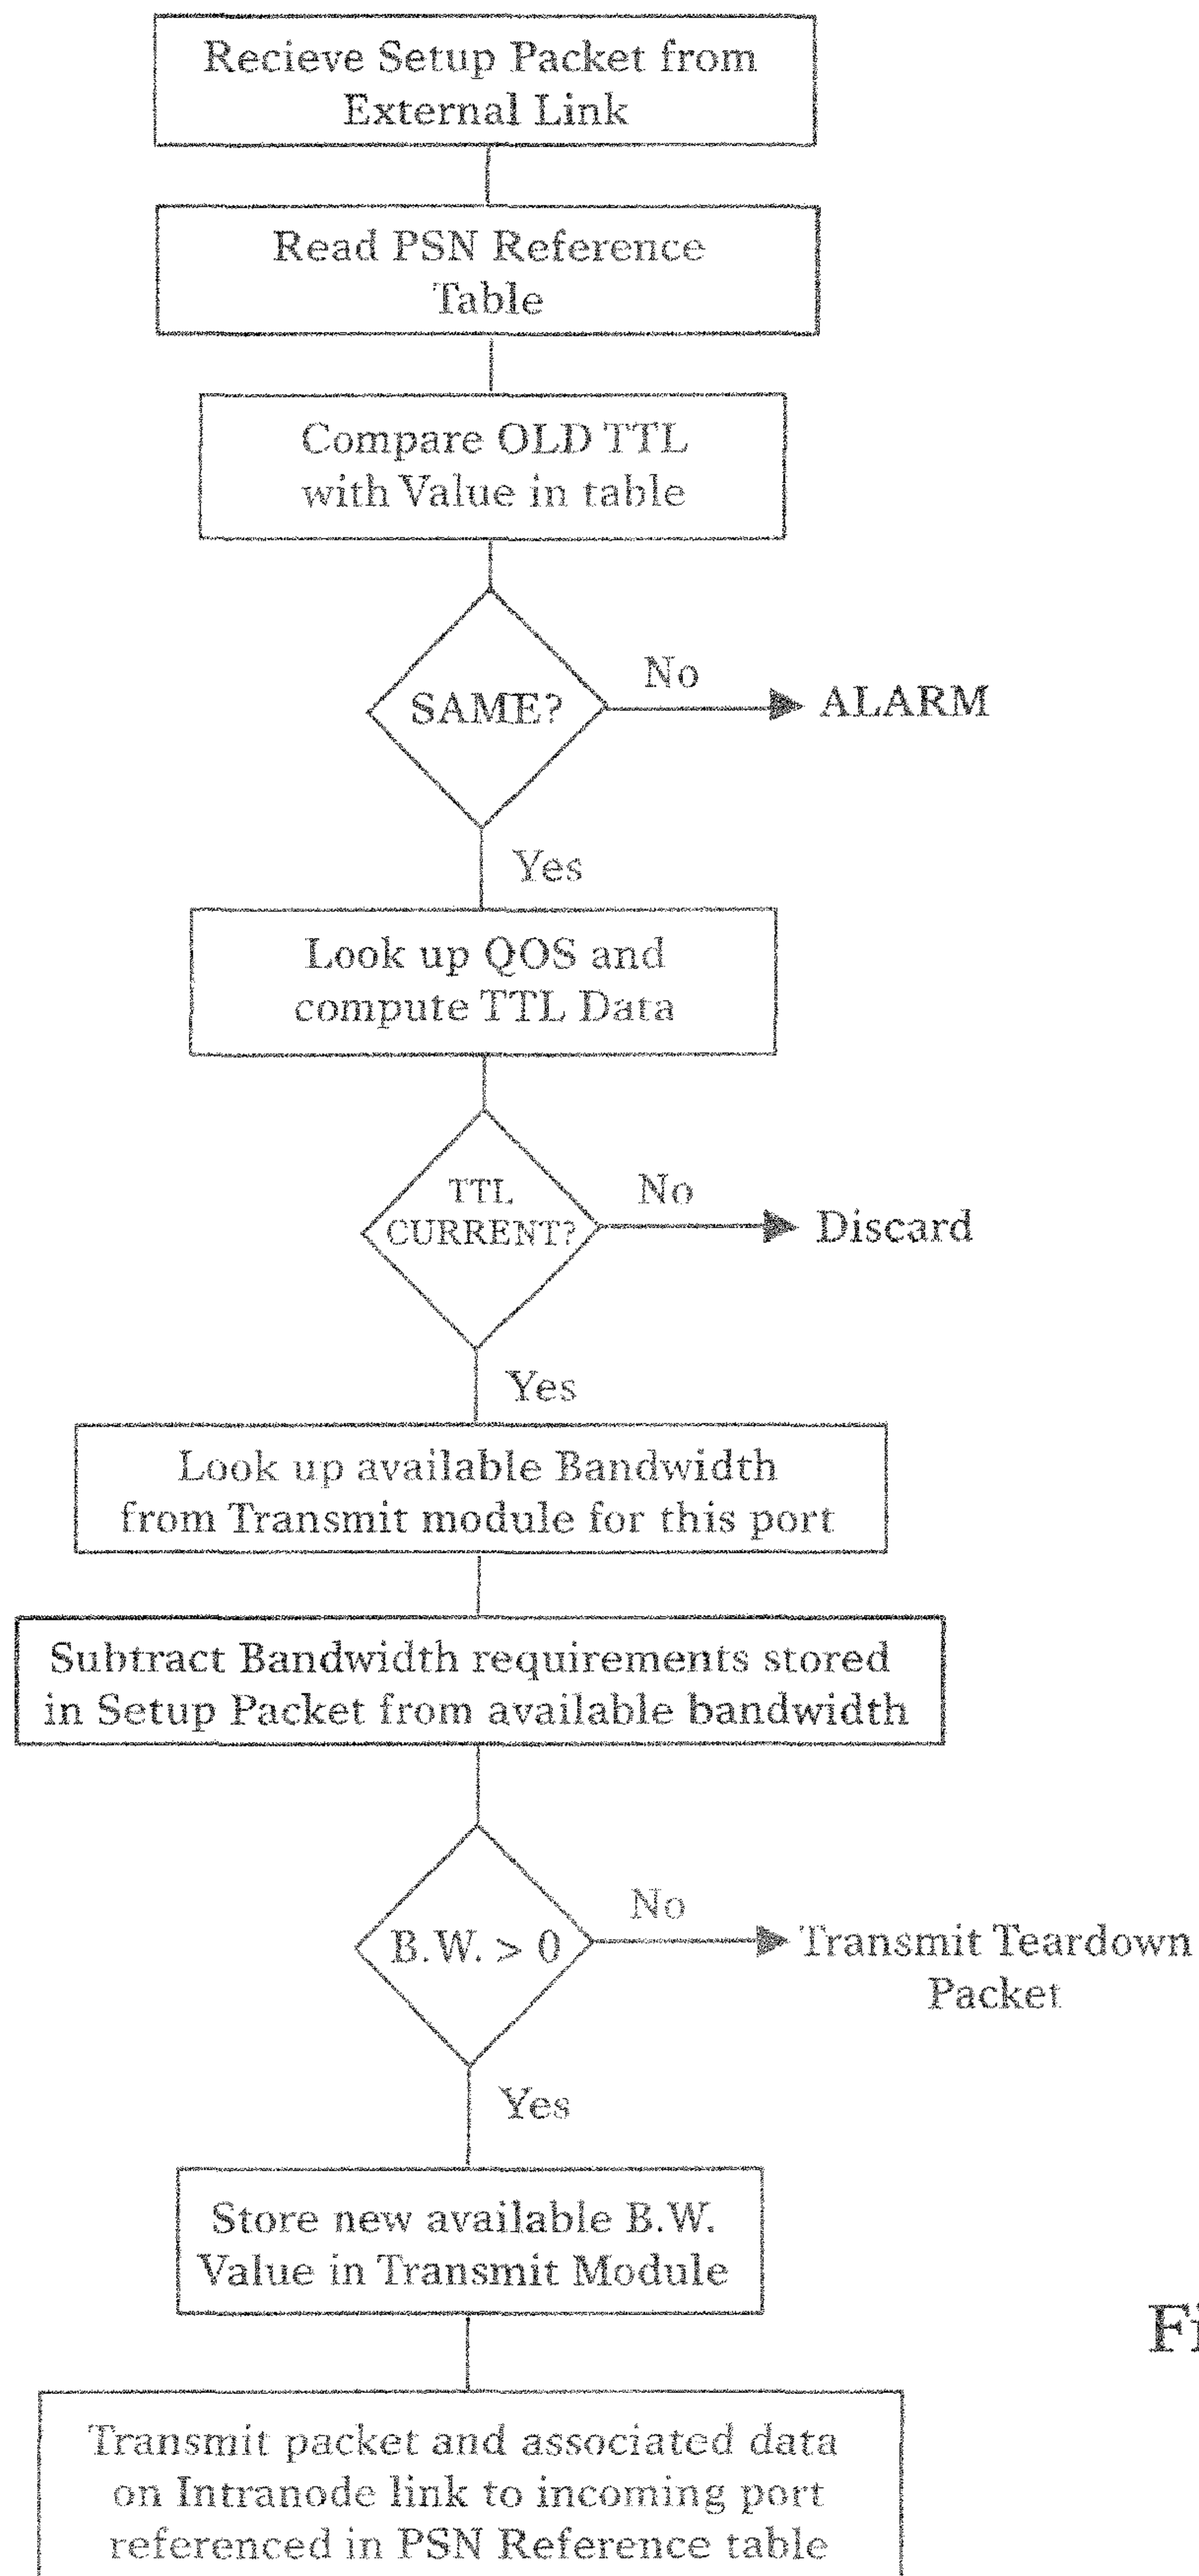 Recieve Setup Packet from
External Link
Read PSN Reference
Table
Compare OLD TTL
with Value in table
SAME?
No
ALARM
Yes
Look up QOS and
compute TTL Data
TTL
CURRENT?
No
Discard
Yes
Look up available Bandwidth
from Transmit module for this port
Subtract Bandwidth requirements stored
in Setup Packet from available bandwidth
B.W. > 0
No
Transmit Teardown
Packet
Yes
Store new available B.W.
Value in Transmit Module
Transmit packet and associated data
on Intranode link to incoming port
referenced in PSN Reference table